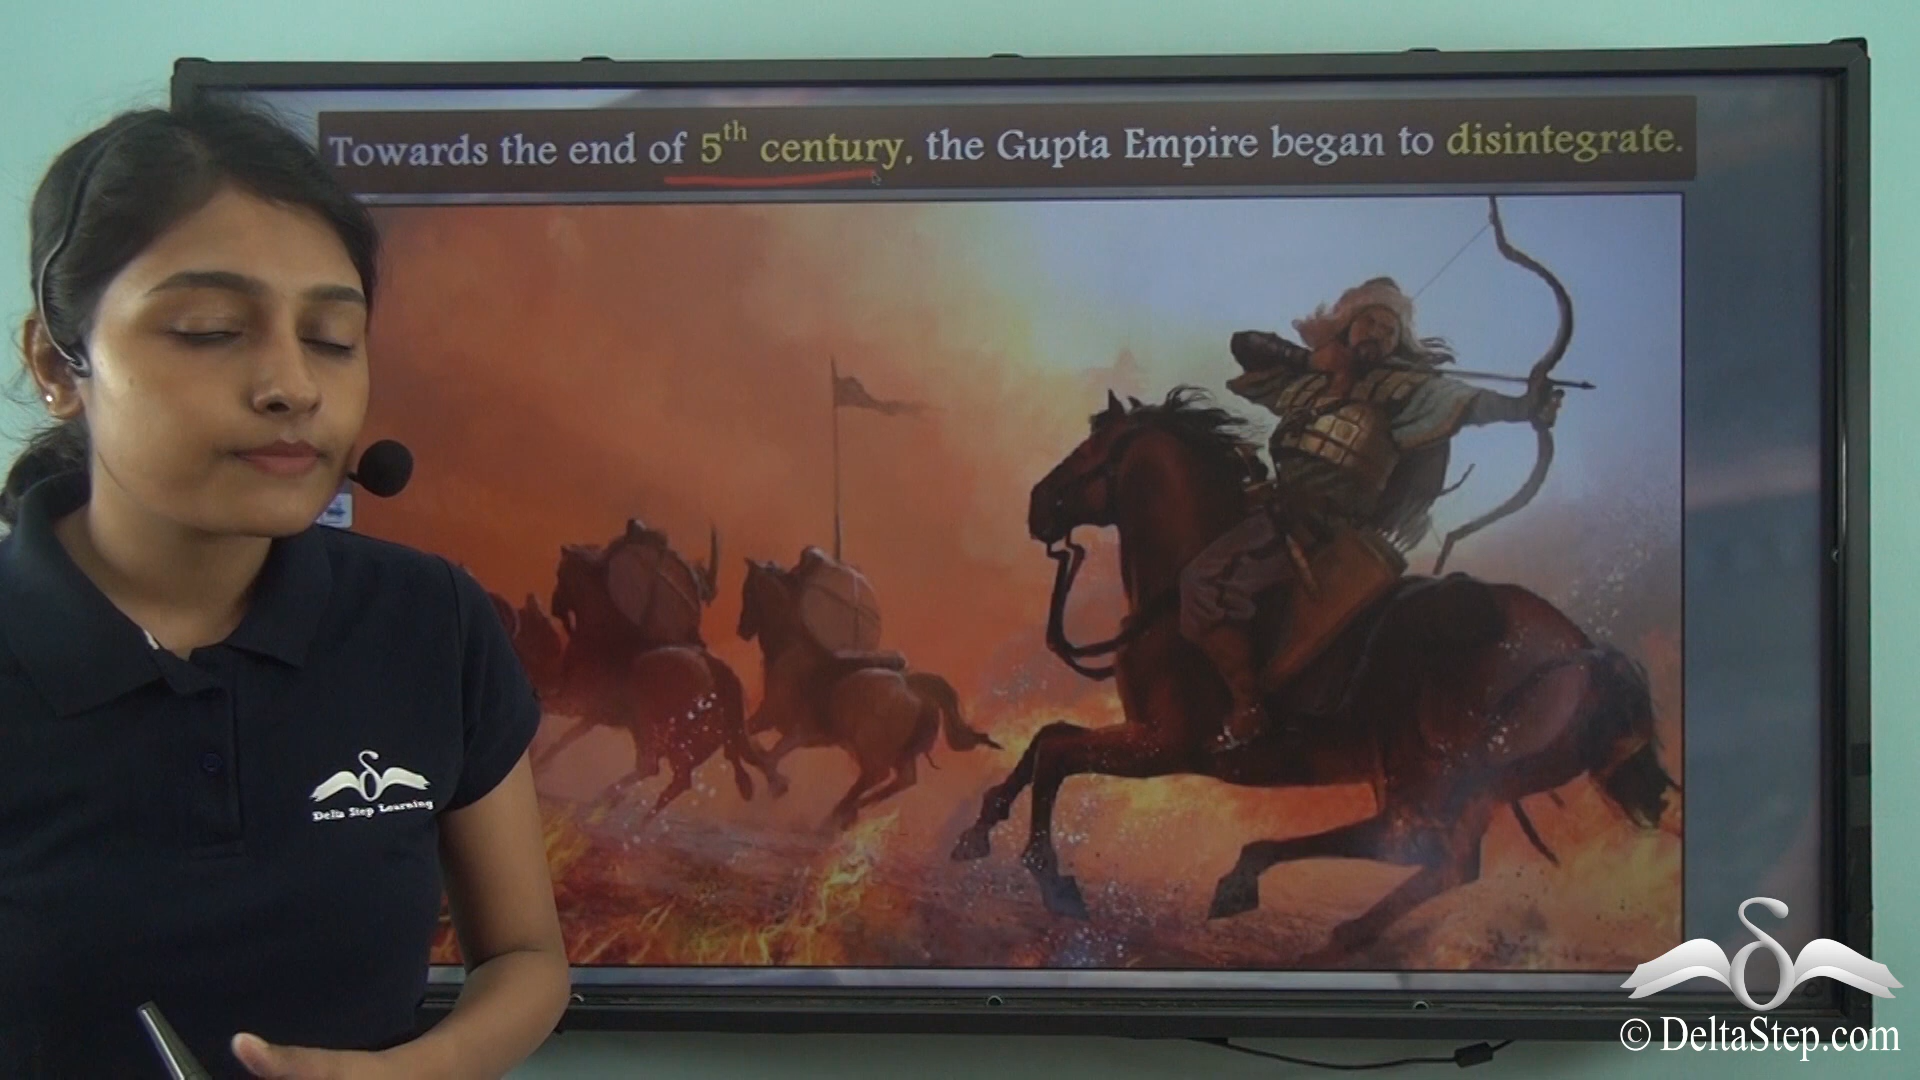 Towards the end of 5th century, the Gupta Empire began to disintegrate.
Delta Step Learning
© DeltaStep.com